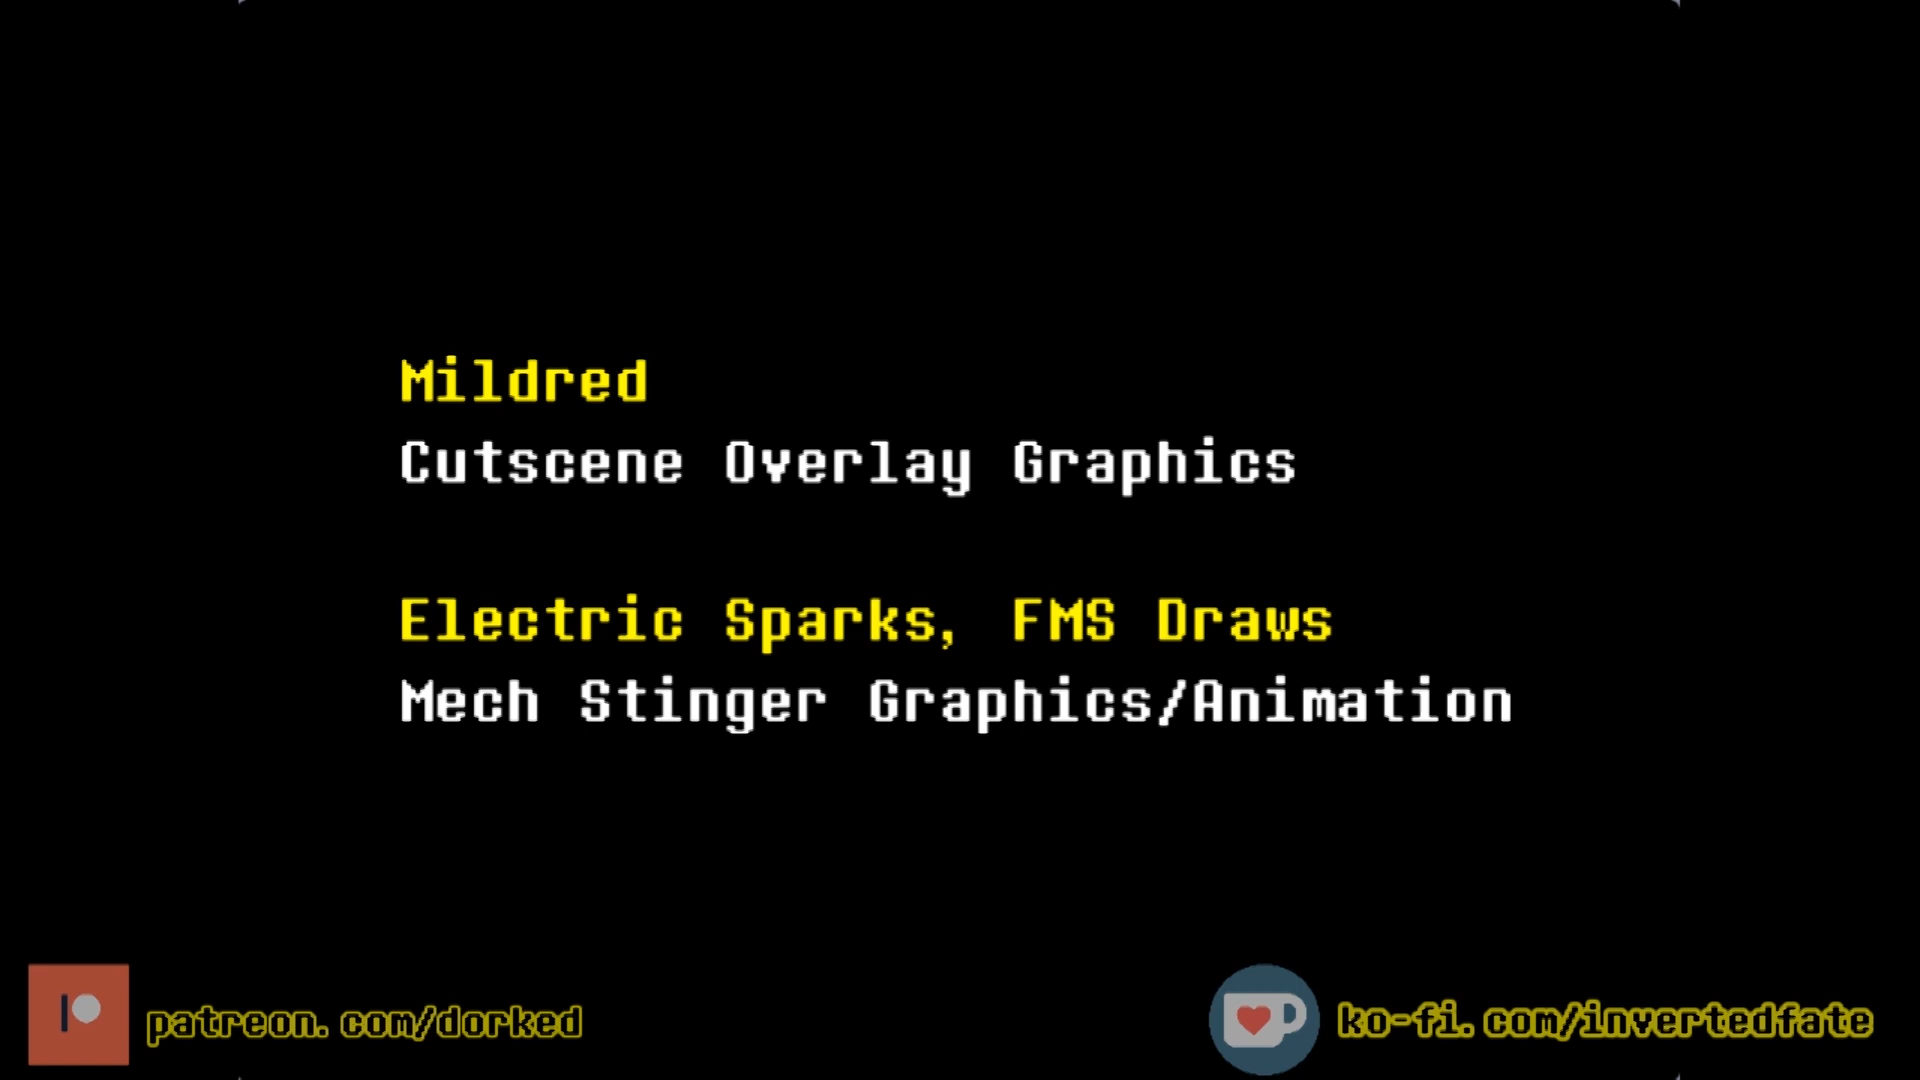 Mildred
Cutscene Overlay Graphics
Electric Sparks, FMS Draws
Mech Stinger Graphics/Animation
patreon.com/dorked
ko-fi.com/invertedfate